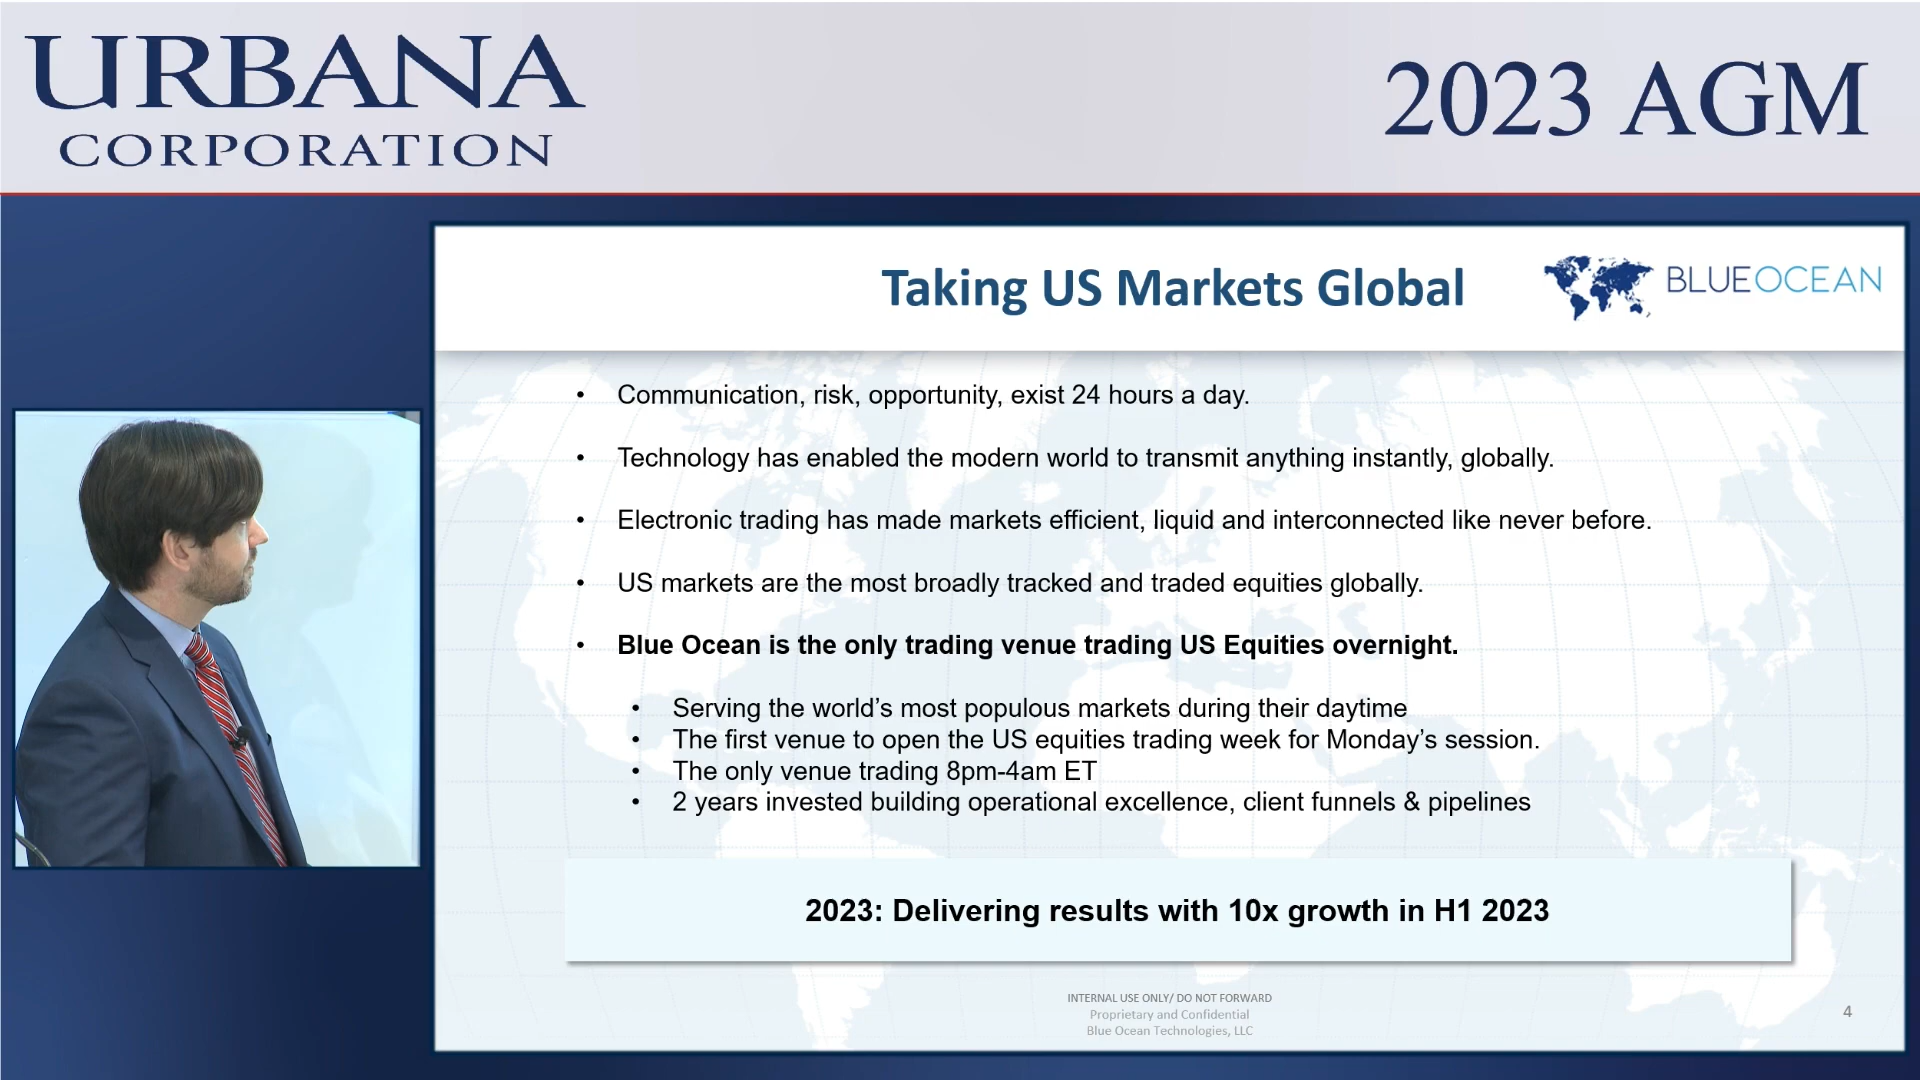 URBANA
CORPORATION
2023 AGM
Taking US Markets Global
BLUEOCEAN
• Communication, risk, opportunity, exist 24 hours a day.
• Technology has enabled the modern world to transmit anything instantly, globally.
• Electronic trading has made markets efficient, liquid and interconnected like never before.
• US markets are the most broadly tracked and traded equities globally.
• Blue Ocean is the only trading venue trading US Equities overnight.
• Serving the world’s most populous markets during their daytime
• The first venue to open the US equities trading week for Monday’s session.
• The only venue trading 8pm-4am ET
• 2 years invested building operational excellence, client funnels & pipelines
2023: Delivering results with 10x growth in H1 2023
INTERNAL USE ONLY/ DO NOT FORWARD
Proprietary and Confidential
Blue Ocean Technologies, LLC
4